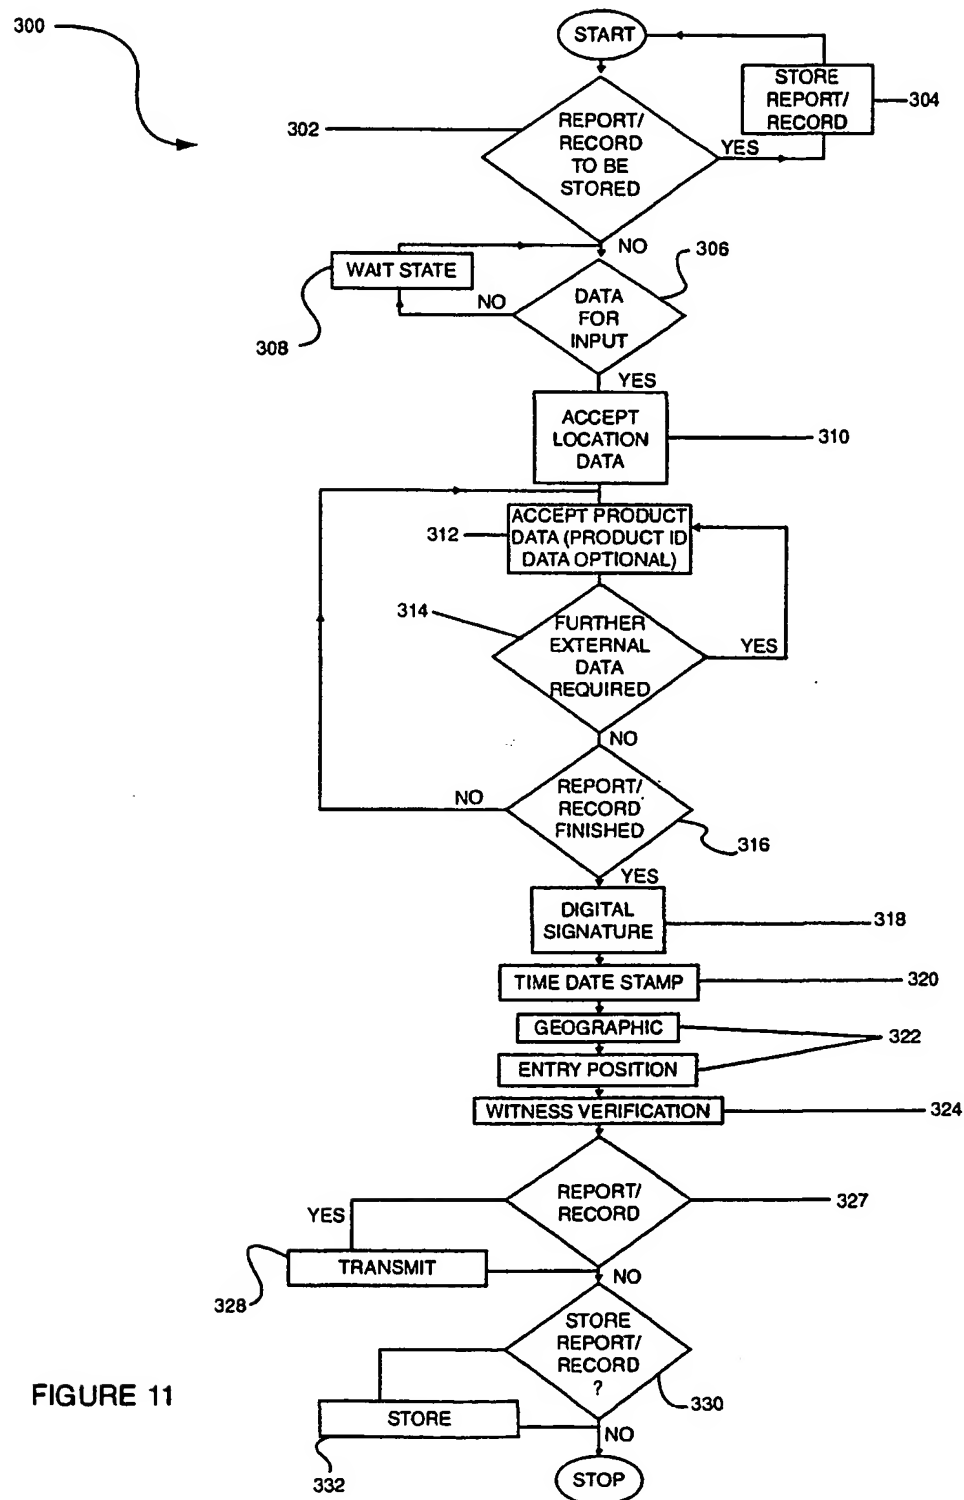 300
START
STORE
REPORT/
RECORD
304
302
REPORT/
RECORD
TO BE
STORED
YES
NO
WAIT STATE
306
308
NO
DATA
FOR
INPUT
YES
ACCEPT
LOCATION
DATA
310
312
ACCEPT PRODUCT
DATA (PRODUCT ID
DATA OPTIONAL)
314
FURTHER
EXTERNAL
DATA
REQUIRED
YES
NO
NO
REPORT/
RECORD
FINISHED
316
YES
DIGITAL
SIGNATURE
318
TIME DATE STAMP
320
GEOGRAPHIC
322
ENTRY POSITION
WITNESS VERIFICATION
324
REPORT/
RECORD
327
YES
TRANSMIT
328
NO
STORE
REPORT/
RECORD
?
330
STORE
332
NO
STOP
FIGURE 11